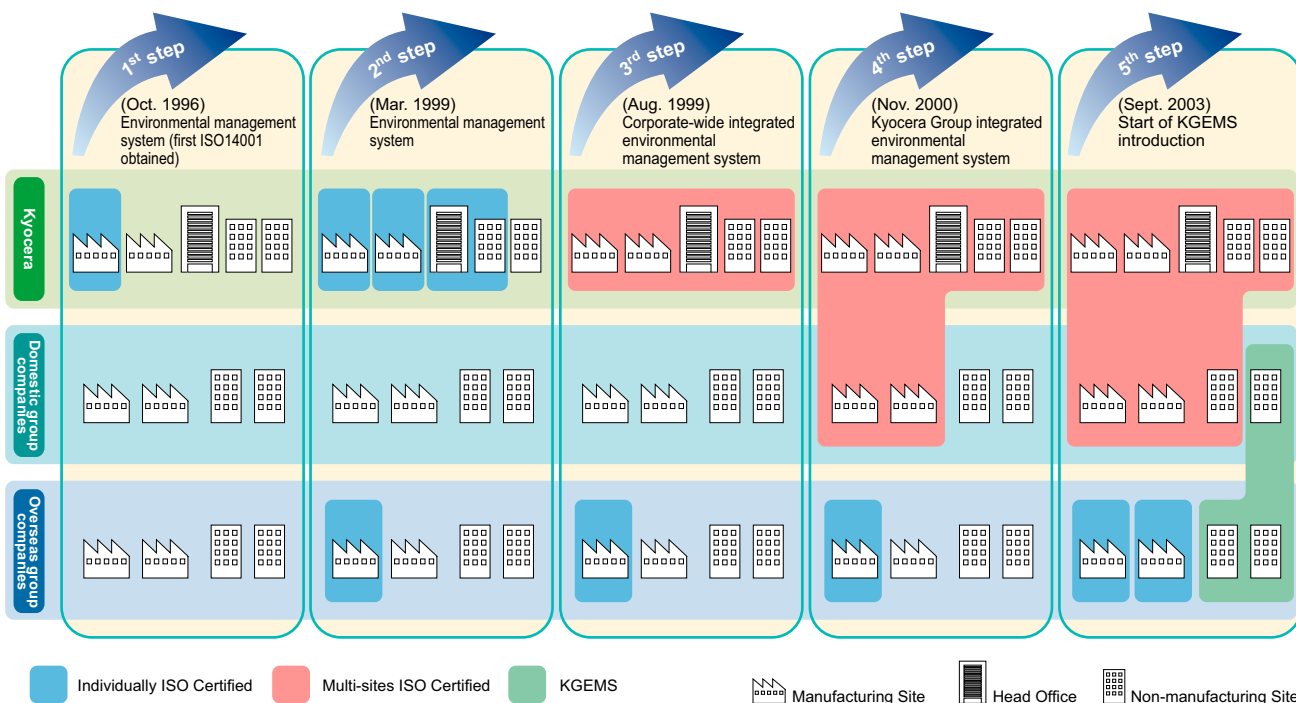 1st step
2nd step
3rd step
4th step
5th step
(Oct. 1996)
Environmental management
system (first ISO14001
obtained)
(Mar. 1999)
Environmental management
system
(Aug. 1999)
Corporate-wide integrated
environmental
management system
(Nov. 2000)
Kyocera Group integrated
environmental
management system
(Sept. 2003)
Start of KGEMS
introduction
Kyocera
Domestic group
companies
Overseas group
companies
Individually ISO Certified
Multi-sites ISO Certified
KGEMS
Manufacturing Site
Head Office
Non-manufacturing Site